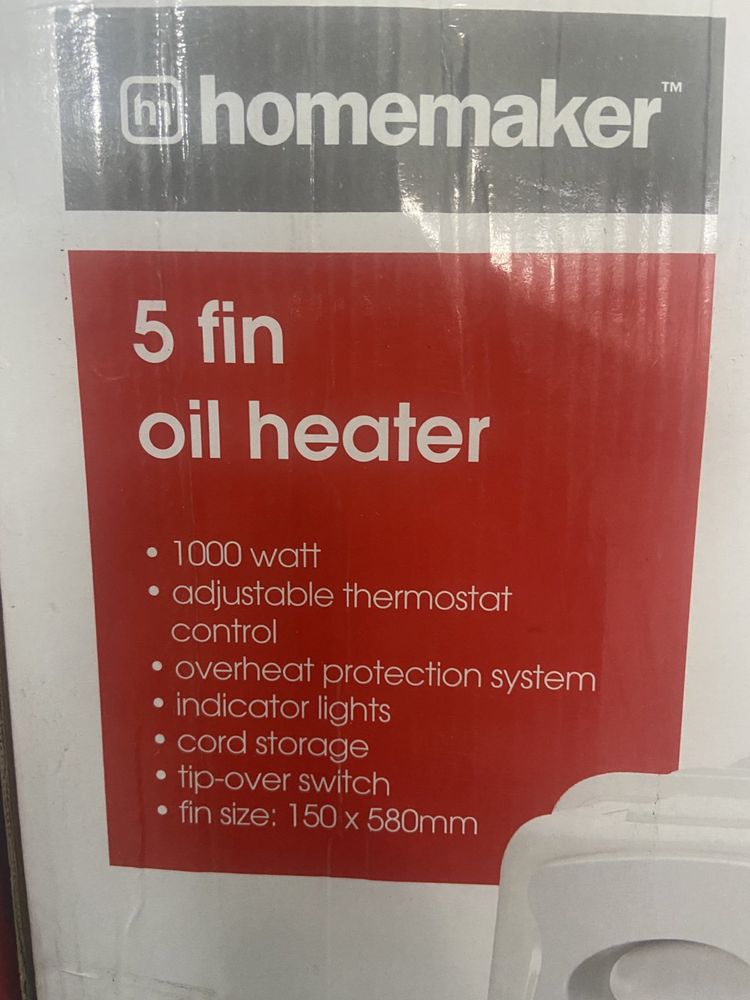 hm homemaker™
5 fin
oil heater
• 1000 watt
• adjustable thermostat
control
• overheat protection system
• indicator lights
• cord storage
• tip-over switch
• fin size: 150 x 580mm